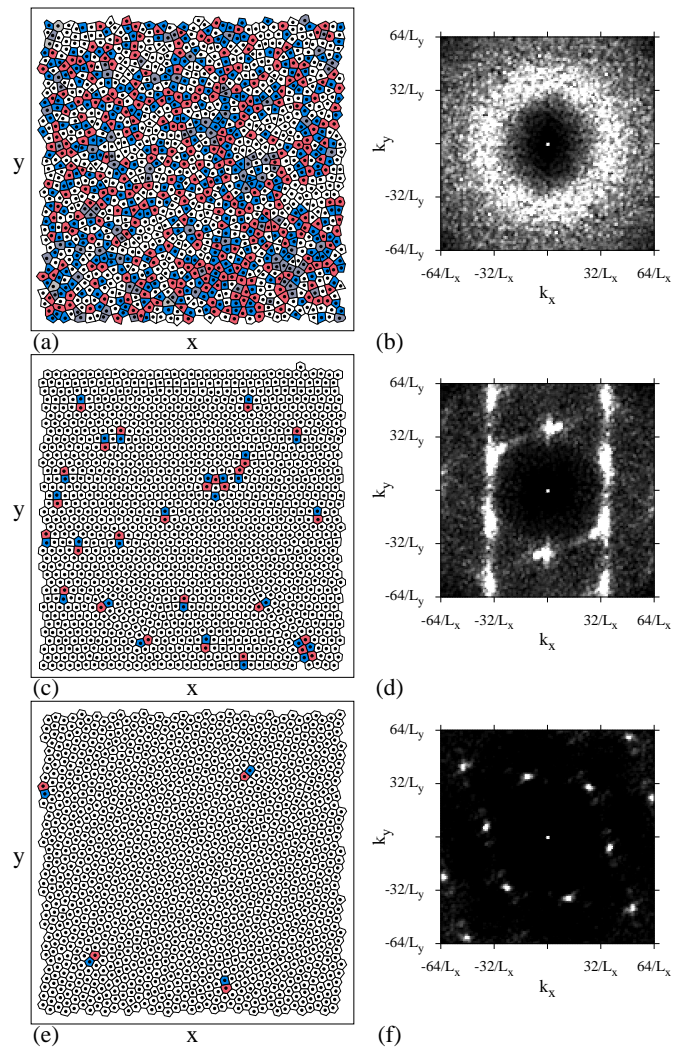 y
x
(a)
64/L_y
32/L_y
k_y
-32/L_y
-64/L_y
-64/L_x -32/L_x 32/L_x 64/L_x
k_x
(b)
y
x
(c)
64/L_y
32/L_y
k_y
-32/L_y
-64/L_y
-64/L_x -32/L_x 32/L_x 64/L_x
k_x
(d)
y
x
(e)
64/L_y
32/L_y
k_y
-32/L_y
-64/L_y
-64/L_x -32/L_x 32/L_x 64/L_x
k_x
(f)